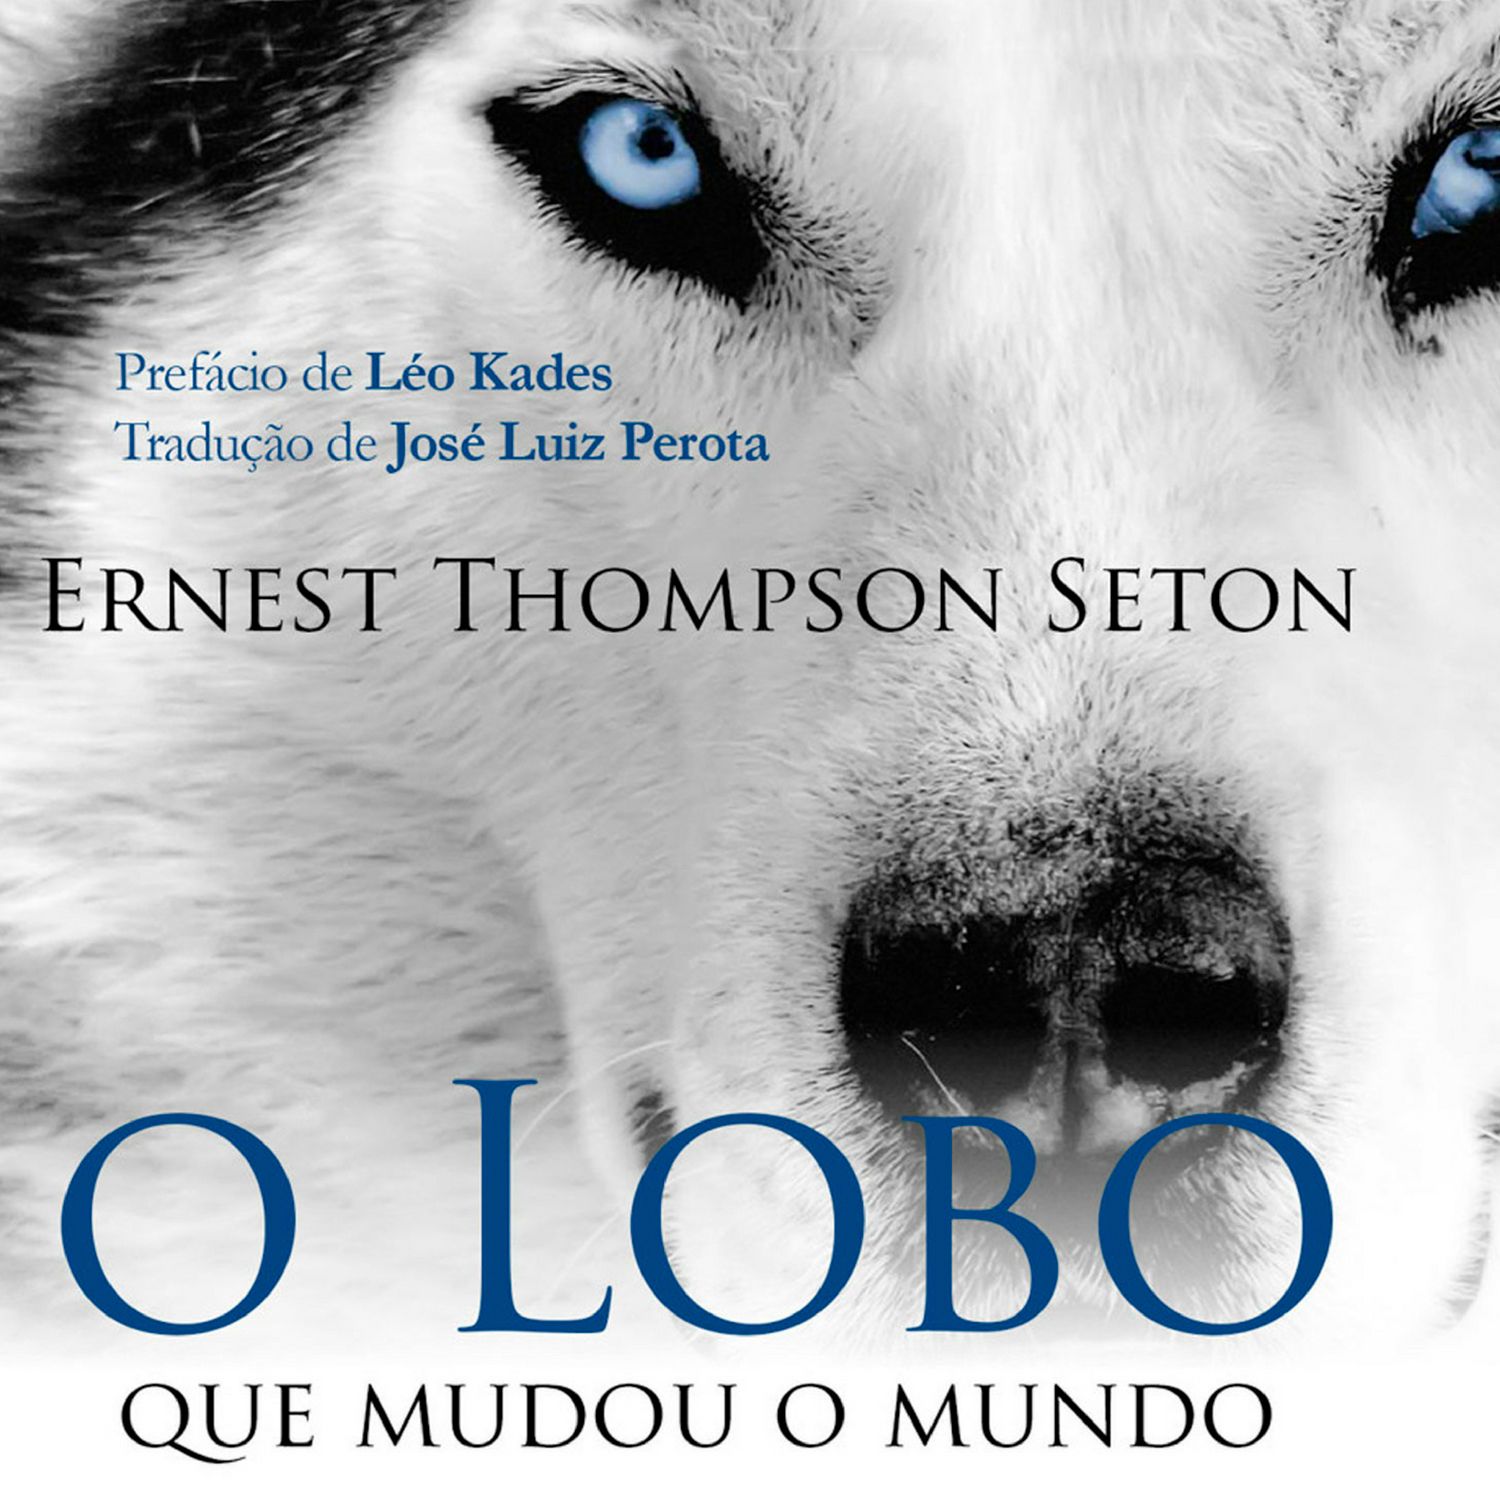 Prefácio de Léo Kades
Tradução de José Luiz Perota
ERNEST THOMPSON SETON
O LOBO
QUE MUDOU O MUNDO